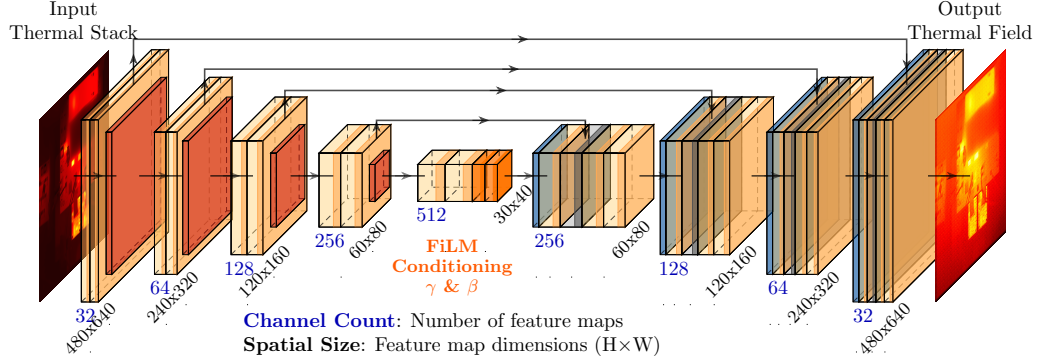 Input
Thermal Stack
Output
Thermal Field
32
480x640
64
240x320
128
120x160
256
60x80
512
30x40
FiLM
Conditioning
γ & β
256
60x80
128
120x160
64
240x320
32
480x640
Channel Count: Number of feature maps
Spatial Size: Feature map dimensions (H×W)